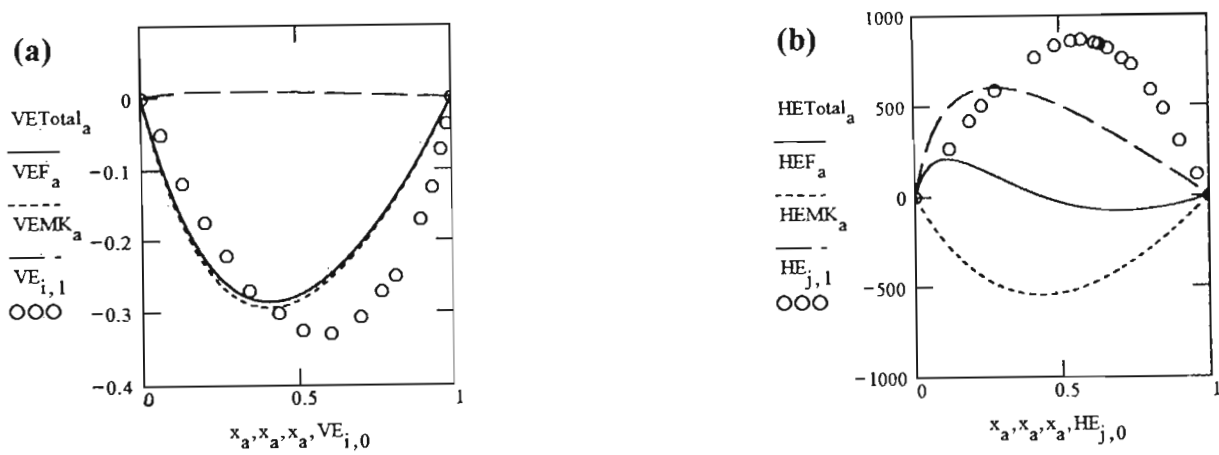 (a)
VETotal_a
VEF_a
VEMK_a
VE_i,1
0
−0.1
−0.2
−0.3
−0.4
0
0.5
1
x_a,x_a,x_a,VE_i,0
(b)
HETotal_a
HEF_a
HEMK_a
HE_j,1
1000
500
0
−500
−1000
0
0.5
1
x_a,x_a,x_a,HE_j,0